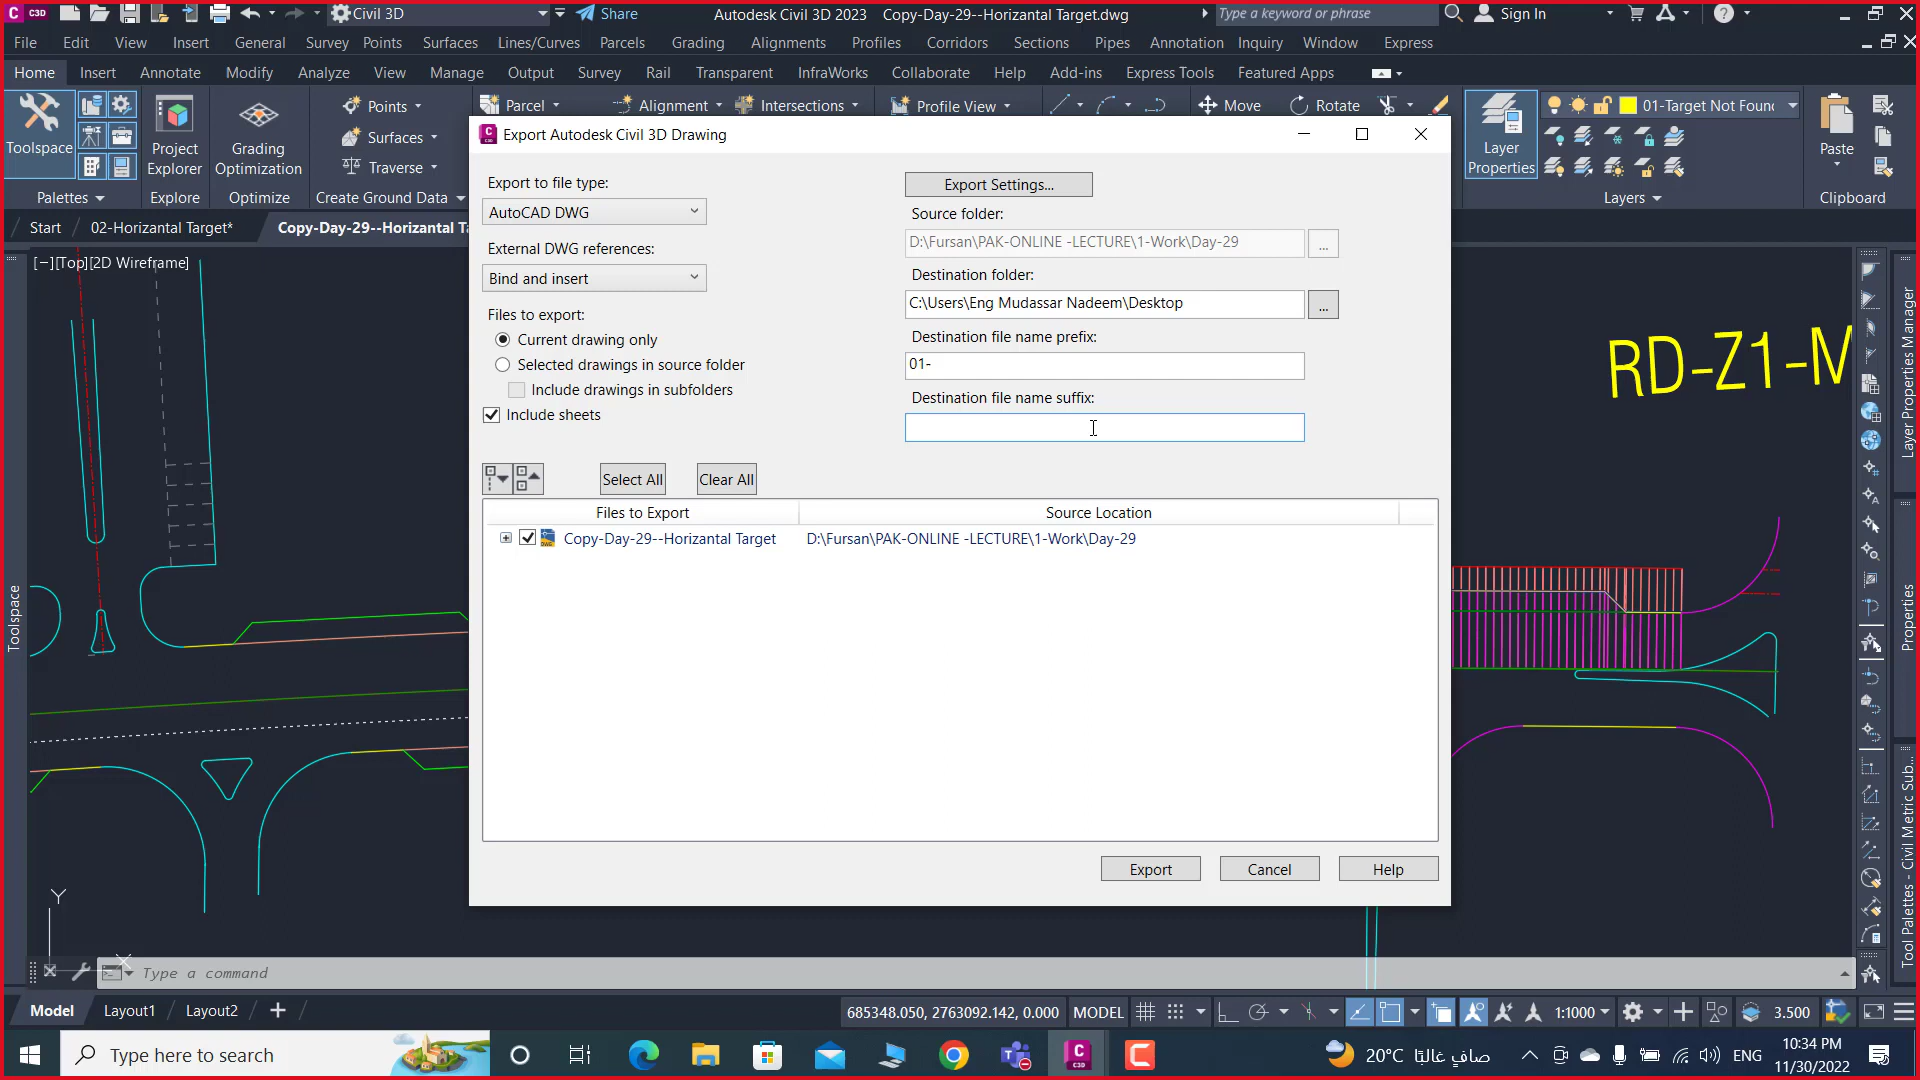 C3D Civil 3D Share Autodesk Civil 3D 2023 Copy-Day-29--Horizantal Target.dwg Type a keyword or phrase Sign In
File Edit View Insert General Survey Points Surfaces Lines/Curves Parcels Grading Alignments Profiles Corridors Sections Pipes Annotation Inquiry Window Express
Home Insert Annotate Modify Analyze View Manage Output Survey Rail Transparent InfraWorks Collaborate Help Add-ins Express Tools Featured Apps
Points Parcel Alignment Intersections Profile View Move Rotate 01-Target Not Found
Surfaces
Traverse
Toolspace
Project Explorer
Grading Optimization
Layer Properties
Paste
Palettes Explore Optimize Create Ground Data Layers Clipboard
Start 02-Horizantal Target* Copy-Day-29--Horizantal Ta
[−][Top][2D Wireframe]
Export Autodesk Civil 3D Drawing
Export to file type:
AutoCAD DWG
External DWG references:
Bind and insert
Files to export:
Current drawing only
Selected drawings in source folder
Include drawings in subfolders
Include sheets
Export Settings...
Source folder:
D:\Fursan\PAK-ONLINE -LECTURE\1-Work\Day-29
...
Destination folder:
C:\Users\Eng Mudassar Nadeem\Desktop
...
Destination file name prefix:
01-
Destination file name suffix:
Select All Clear All
Files to Export Source Location
Copy-Day-29--Horizantal Target D:\Fursan\PAK-ONLINE -LECTURE\1-Work\Day-29
Export Cancel Help
RD-Z1-M
Toolspace
Layer Properties Manager
Properties
Tool Palettes - Civil Metric Sub...
Y
X
Type a command
Model Layout1 Layout2 685348.050, 2763092.142, 0.000 MODEL 1:1000 3.500
Type here to search 20°C صافٍ غالبًا ENG 10:34 PM
11/30/2022